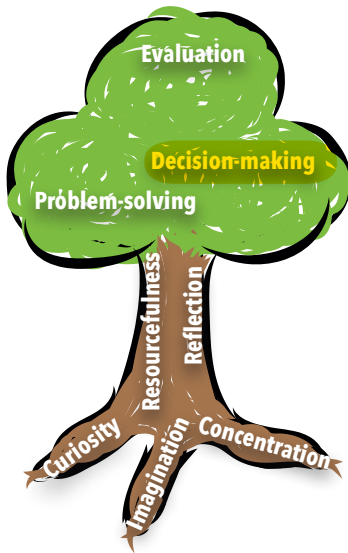 Evaluation
Decision-making
Problem-solving
Resourcefulness
Reflection
Curiosity
Imagination
Concentration